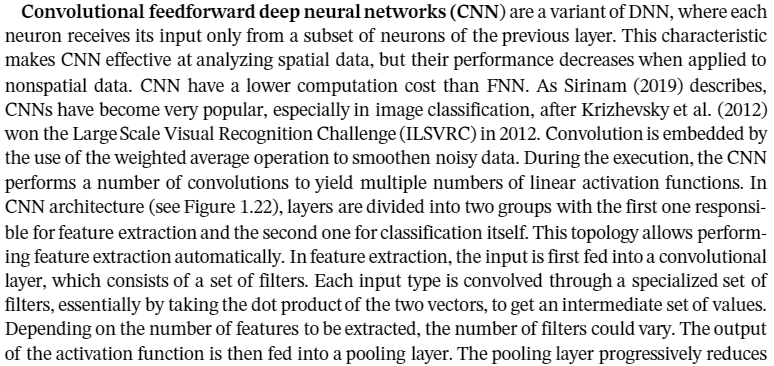 Convolutional feedforward deep neural networks (CNN) are a variant of DNN, where each
neuron receives its input only from a subset of neurons of the previous layer. This characteristic
makes CNN effective at analyzing spatial data, but their performance decreases when applied to
nonspatial data. CNN have a lower computation cost than FNN. As Sirinam (2019) describes,
CNNs have become very popular, especially in image classification, after Krizhevsky et al. (2012)
won the Large Scale Visual Recognition Challenge (ILSVRC) in 2012. Convolution is embedded by
the use of the weighted average operation to smoothen noisy data. During the execution, the CNN
performs a number of convolutions to yield multiple numbers of linear activation functions. In
CNN architecture (see Figure 1.22), layers are divided into two groups with the first one responsi-
ble for feature extraction and the second one for classification itself. This topology allows perform-
ing feature extraction automatically. In feature extraction, the input is first fed into a convolutional
layer, which consists of a set of filters. Each input type is convolved through a specialized set of
filters, essentially by taking the dot product of the two vectors, to get an intermediate set of values.
Depending on the number of features to be extracted, the number of filters could vary. The output
of the activation function is then fed into a pooling layer. The pooling layer progressively reduces